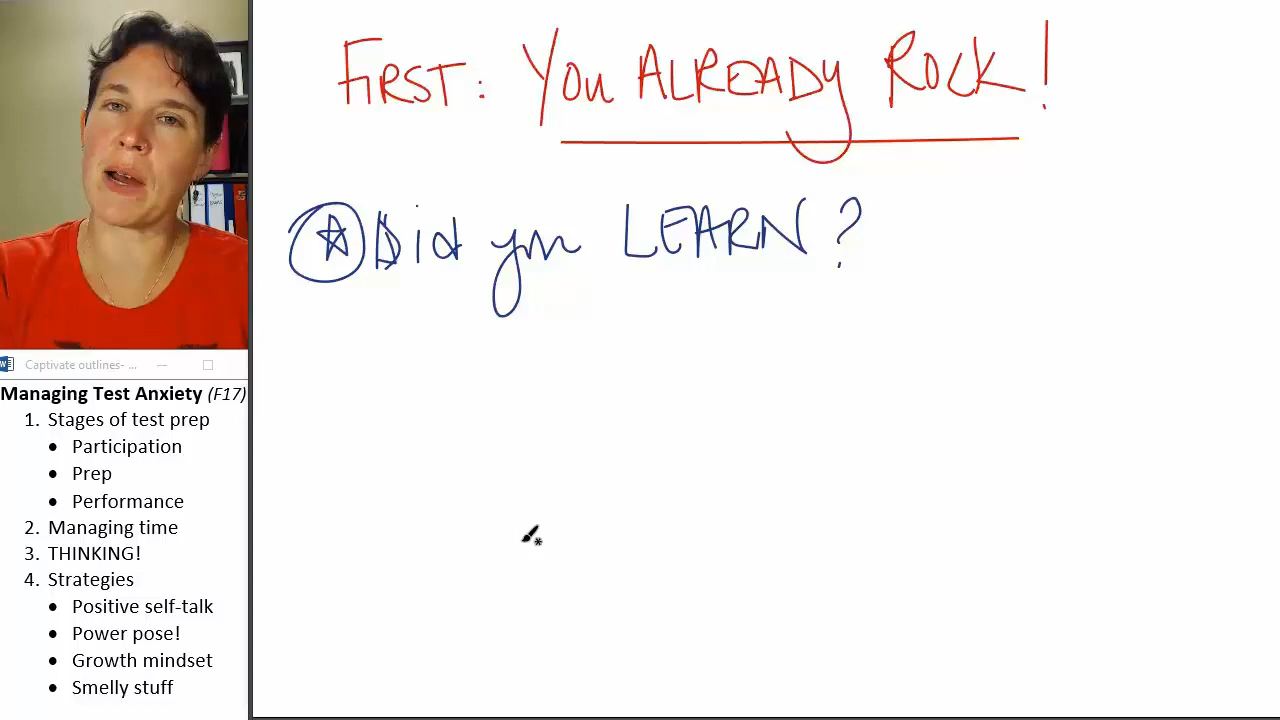 FIRST: You ALREADY ROCK!
Did you LEARN?
Captivate outlines- ...
Managing Test Anxiety (F17)
1. Stages of test prep
• Participation
• Prep
• Performance
2. Managing time
3. THINKING!
4. Strategies
• Positive self-talk
• Power pose!
• Growth mindset
• Smelly stuff